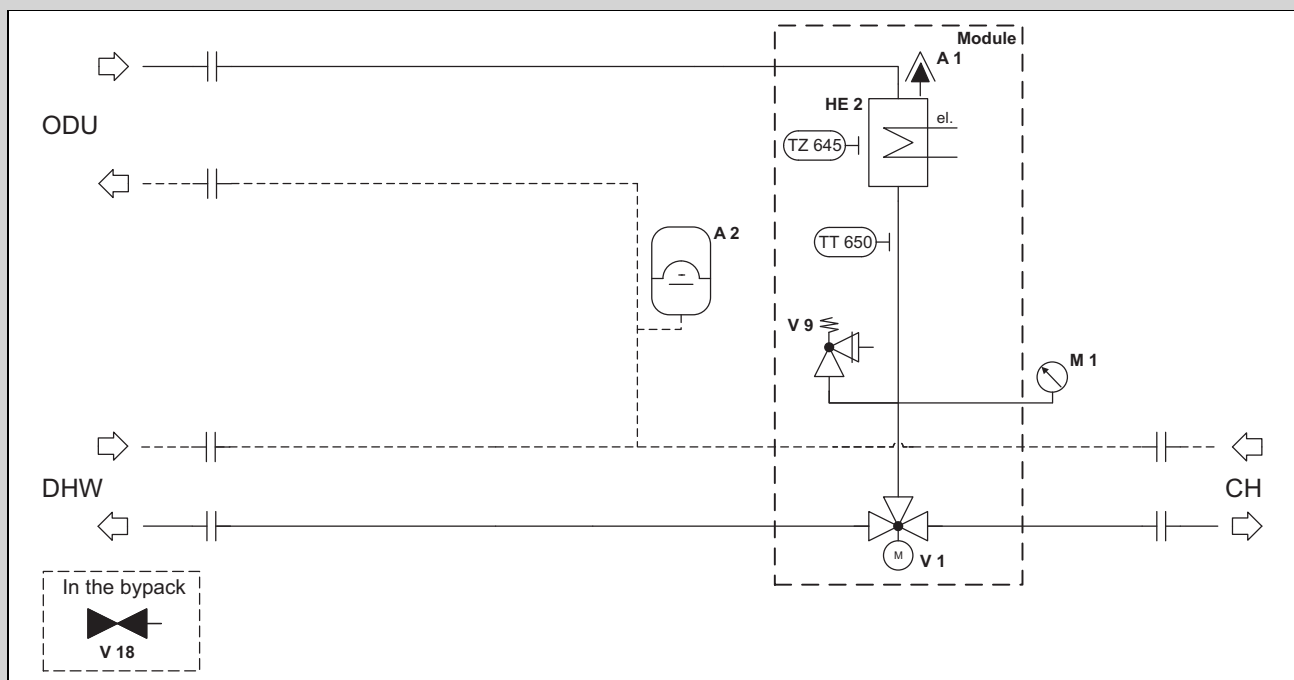 Module
A 1
HE 2
el.
ODU
TZ 645
A 2
TT 650
V 9
M 1
DHW
CH
M
V 1
In the bypack
V 18